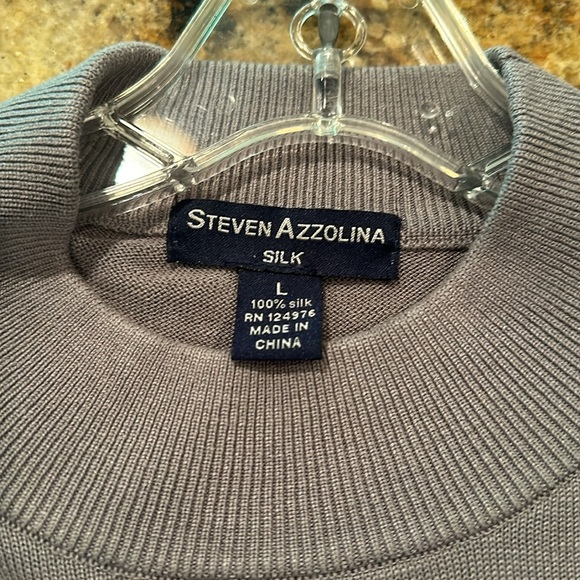 STEVEN AZZOLINA
SILK
L
100% silk
RN 124976
MADE IN
CHINA